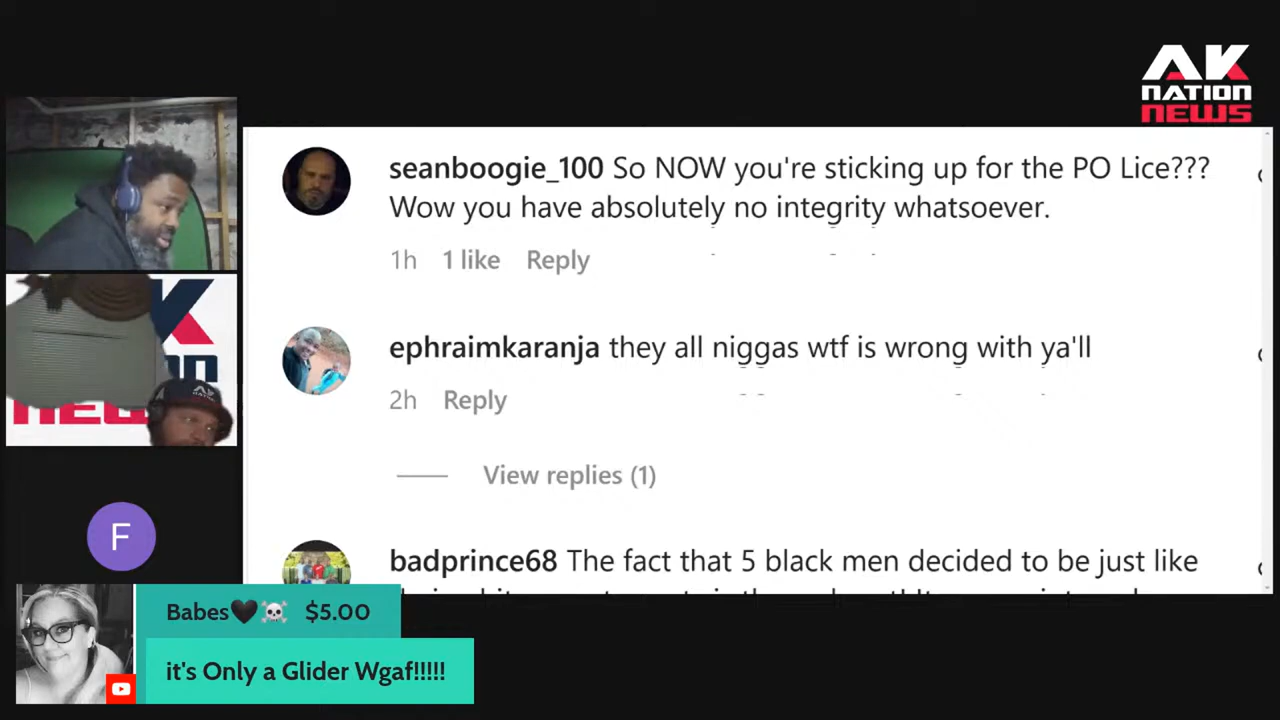 AK
NATION
NEWS
seanboogie_100 So NOW you're sticking up for the PO Lice???
Wow you have absolutely no integrity whatsoever.
1h 1 like Reply
ephraimkaranja they all niggas wtf is wrong with ya'll
2h Reply
View replies (1)
badprince68 The fact that 5 black men decided to be just like
F
Babes🖤☠️ $5.00
it's Only a Glider Wgaf!!!!!